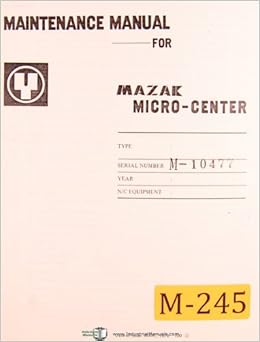 MAINTENANCE MANUAL
FOR
MAZAK
MICRO-CENTER
TYPE
SERIAL NUMBER M-10477
YEAR
N/C EQUIPMENT
M-245